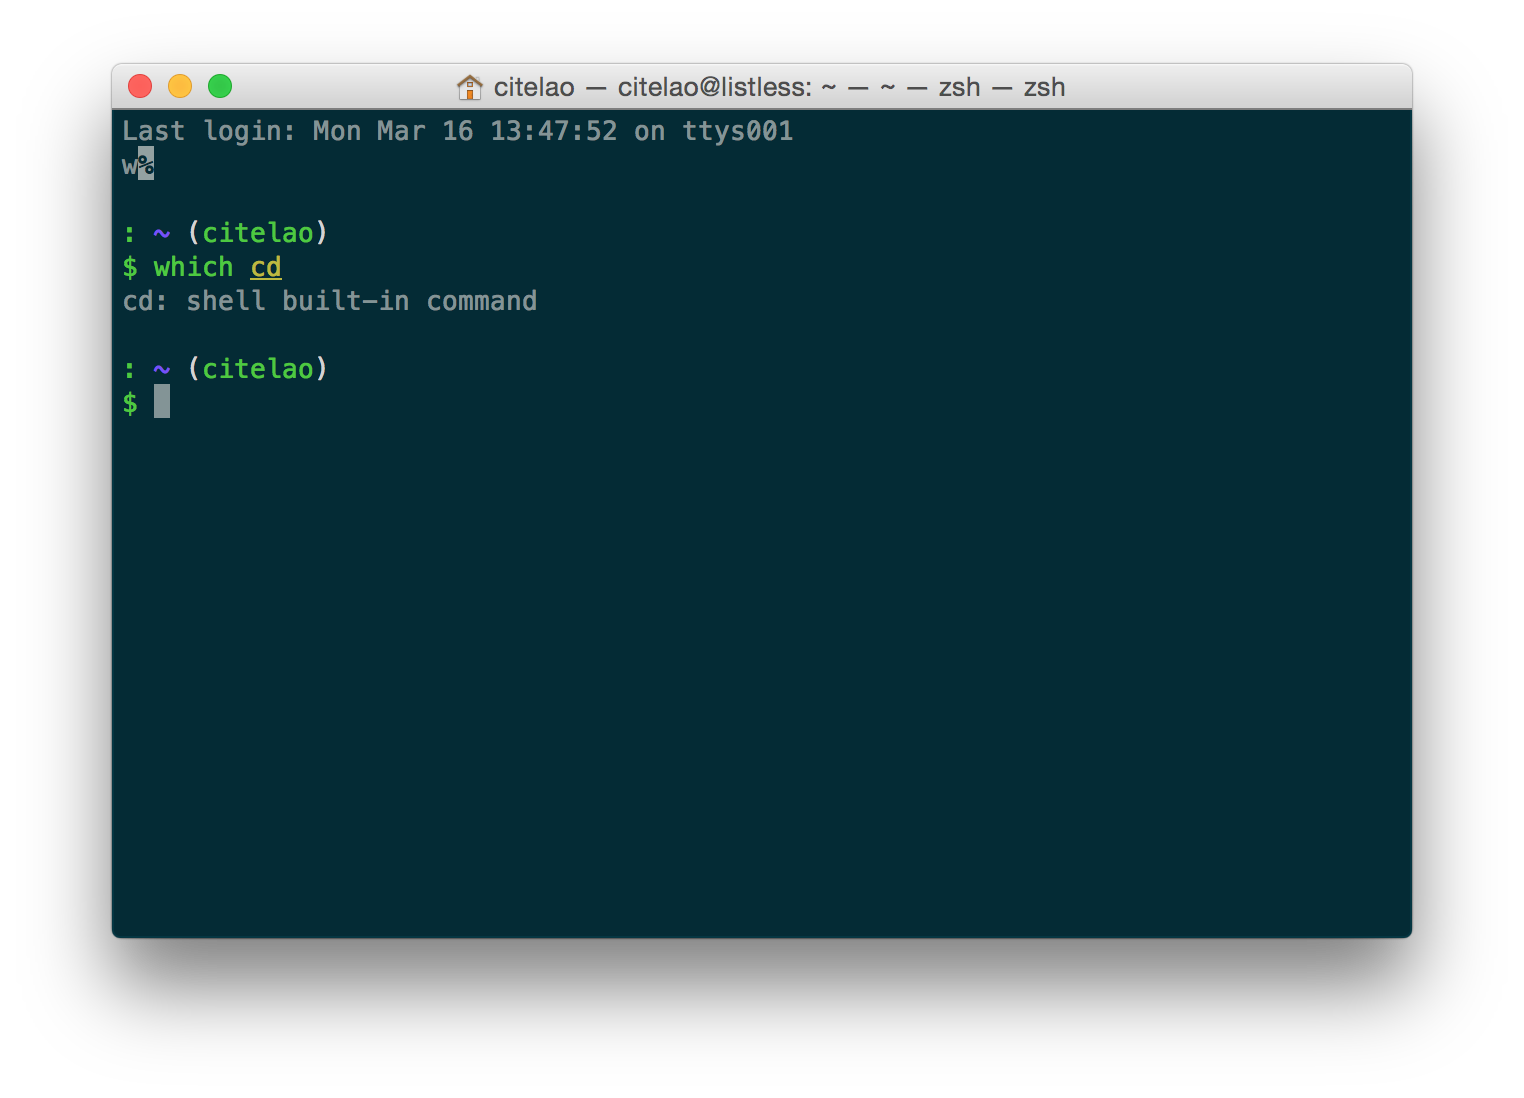 citelao — citelao@listless: ~ — ~ — zsh — zsh
Last login: Mon Mar 16 13:47:52 on ttys001
w%
: ~ (citelao)
$ which cd
cd: shell built-in command
: ~ (citelao)
$